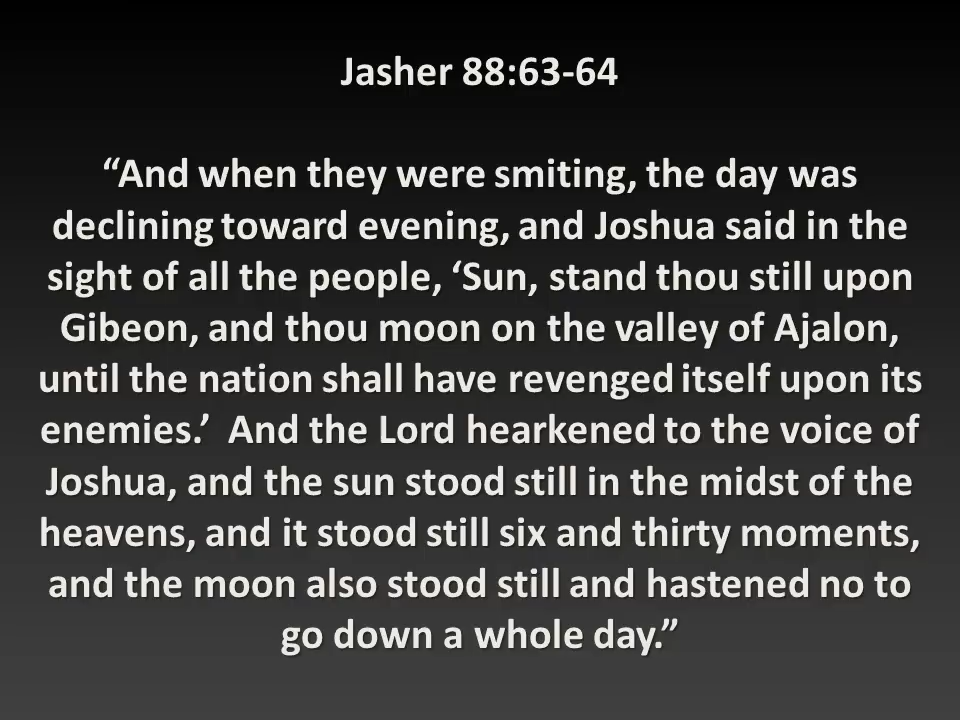 Jasher 88:63-64
“And when they were smiting, the day was
declining toward evening, and Joshua said in the
sight of all the people, ‘Sun, stand thou still upon
Gibeon, and thou moon on the valley of Ajalon,
until the nation shall have revenged itself upon its
enemies.’  And the Lord hearkened to the voice of
Joshua, and the sun stood still in the midst of the
heavens, and it stood still six and thirty moments,
and the moon also stood still and hastened no to
go down a whole day.”